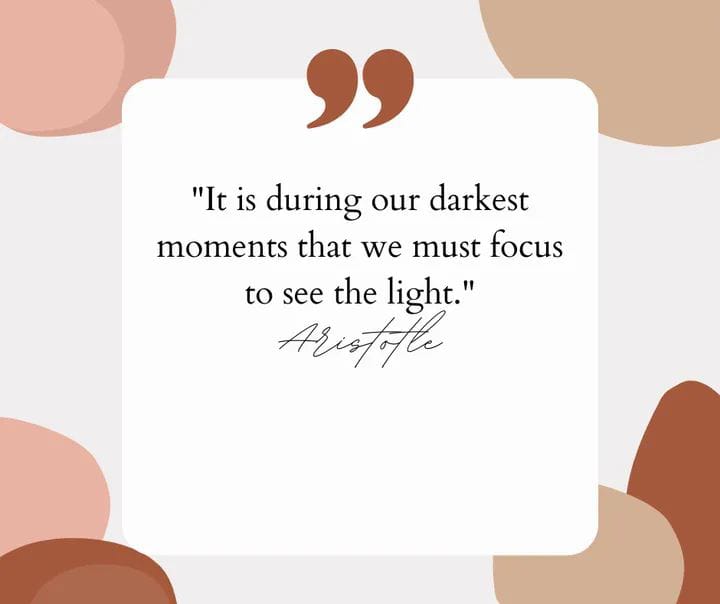 "It is during our darkest
moments that we must focus
to see the light."
Aristotle